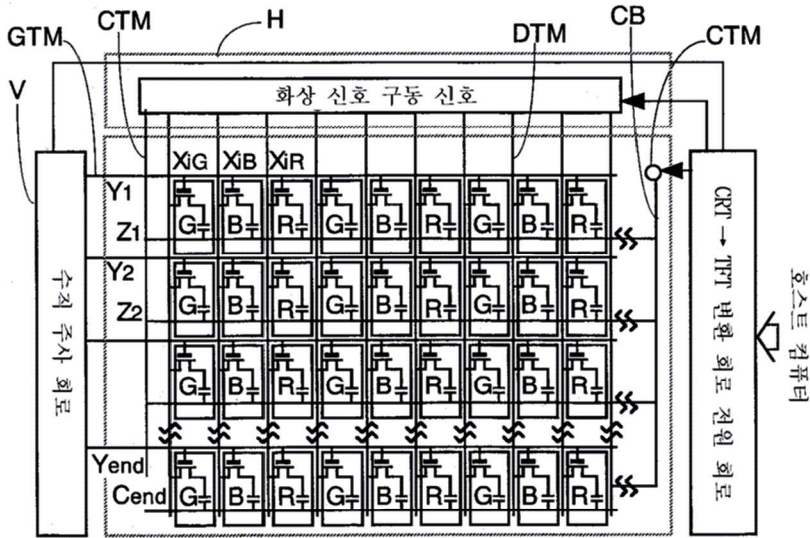 CTM
H
CB
GTM
DTM
CTM
V
화상 신호 구동 신호
XiG XiB XiR
Y1
G B R G B R G B R
Z1
Y2
G B R G B R G B R
Z2
G B R G B R G B R
Yend
G B R G B R G B R
Cend
수직 주사 회로
CRT → TFT 변환 회로 전원 회로
호스트 컴퓨터